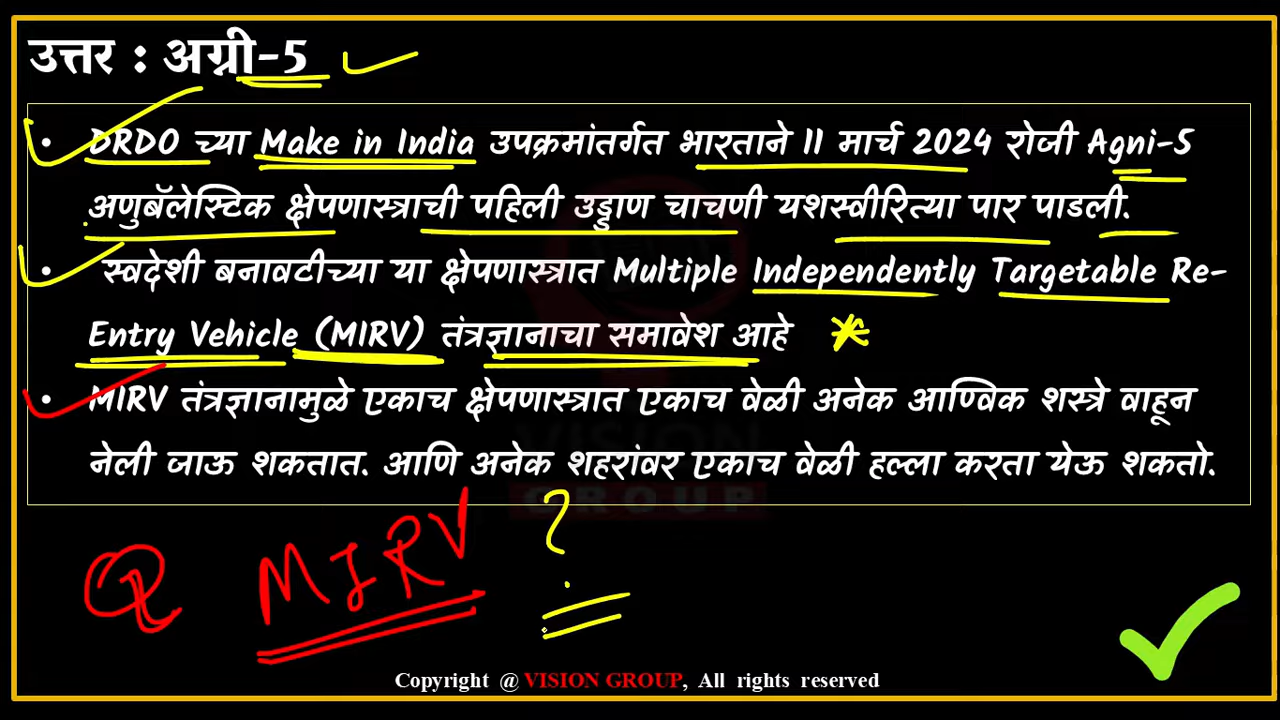 उत्तर : अग्नी-5
• DRDO च्या Make in India उपक्रमांतर्गत भारताने 11 मार्च 2024 रोजी Agni-5
अणुबॅलेस्टिक क्षेपणास्त्राची पहिली उड्डाण चाचणी यशस्वीरित्या पार पाडली.
• स्वदेशी बनावटीच्या या क्षेपणास्त्रात Multiple Independently Targetable Re-
Entry Vehicle (MIRV) तंत्रज्ञानाचा समावेश आहे
• MIRV तंत्रज्ञानामुळे एकाच क्षेपणास्त्रात एकाच वेळी अनेक आण्विक शस्त्रे वाहून
नेली जाऊ शकतात. आणि अनेक शहरांवर एकाच वेळी हल्ला करता येऊ शकतो.
VISION
GROUP
Q MIRV ?
Copyright @ VISION GROUP, All rights reserved